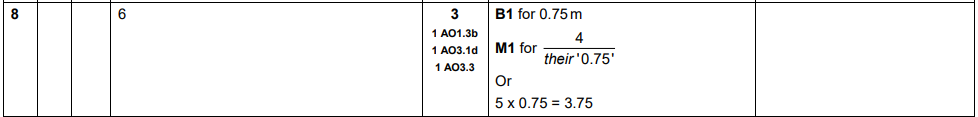 8 6 3 B1 for 0.75 m
1 AO1.3b
1 AO3.1d M1 for 4 / their '0.75'
1 AO3.3
Or
5 x 0.75 = 3.75